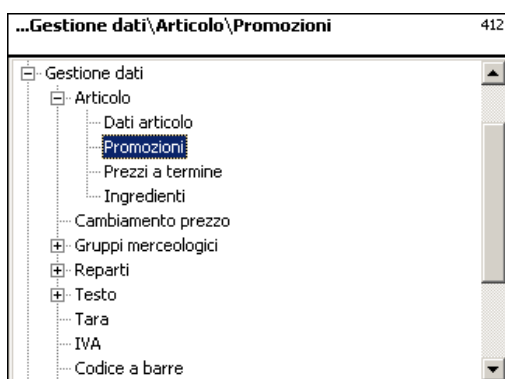 ...Gestione dati\Articolo\Promozioni 412
Gestione dati
Articolo
Dati articolo
Promozioni
Prezzi a termine
Ingredienti
Cambiamento prezzo
Gruppi merceologici
Reparti
Testo
Tara
IVA
Codice a barre